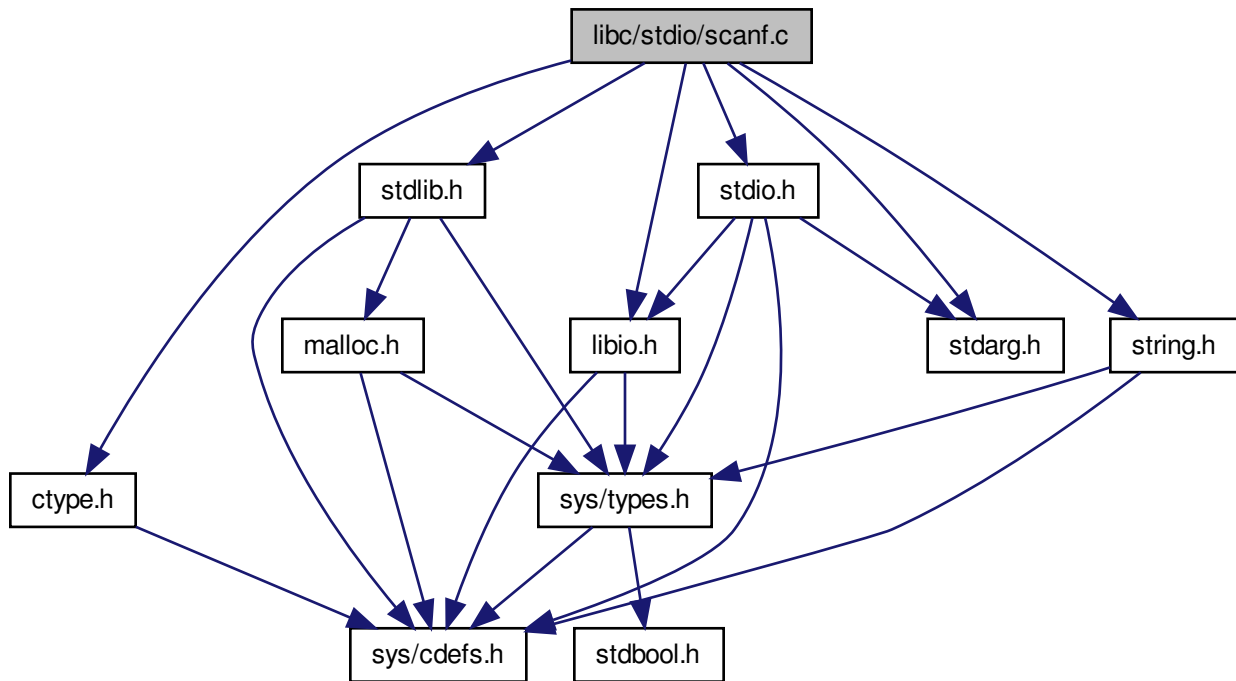 libc/stdio/scanf.c
stdlib.h
stdio.h
malloc.h
libio.h
stdarg.h
string.h
ctype.h
sys/types.h
sys/cdefs.h
stdbool.h